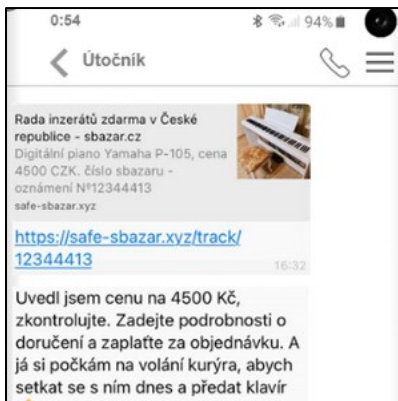 0:54
94%
Útočník
Rada inzerátů zdarma v České
republice - sbazar.cz
Digitální piano Yamaha P-105, cena
4500 CZK. číslo sbazaru -
oznámení Nº12344413
safe-sbazar.xyz
https://safe-sbazar.xyz/track/
12344413
16:32
Uvedl jsem cenu na 4500 Kč,
zkontrolujte. Zadejte podrobnosti o
doručení a zaplaťte za objednávku. A
já si počkám na volání kurýra, abych
setkat se s ním dnes a předat klavír